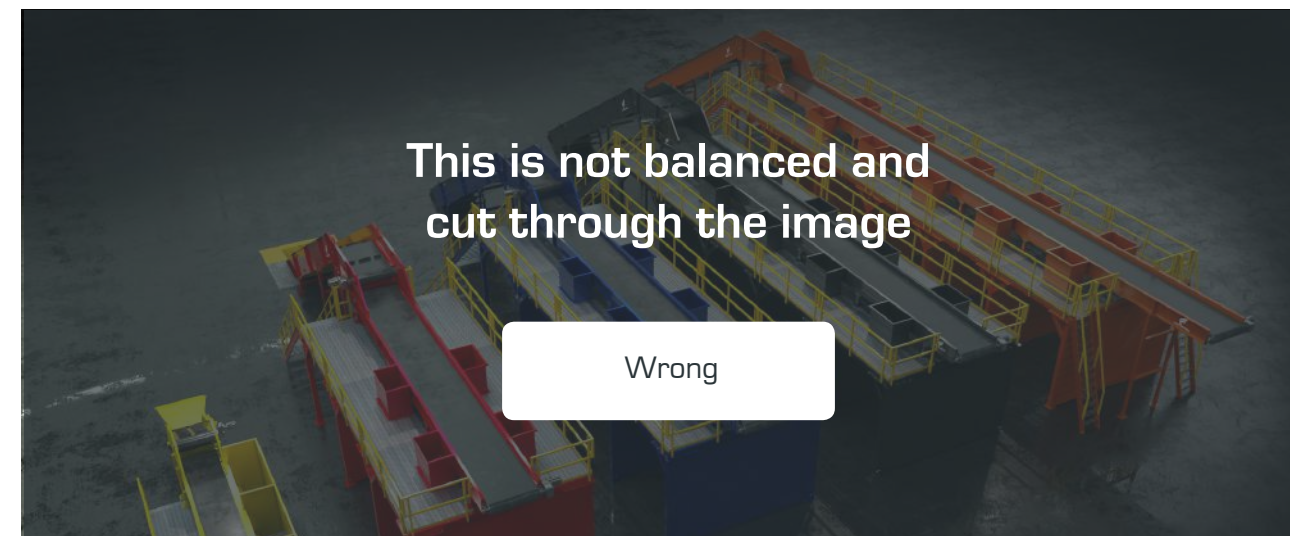 This is not balanced and
cut through the image
Wrong